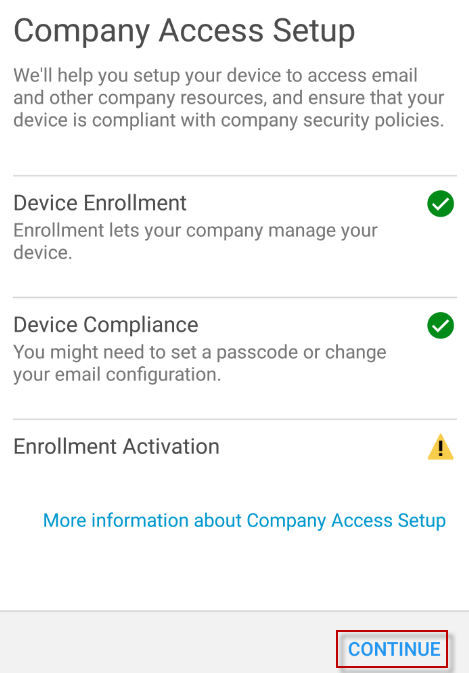 Company Access Setup
We'll help you setup your device to access email
and other company resources, and ensure that your
device is compliant with company security policies.
Device Enrollment
Enrollment lets your company manage your
device.
Device Compliance
You might need to set a passcode or change
your email configuration.
Enrollment Activation
More information about Company Access Setup
CONTINUE